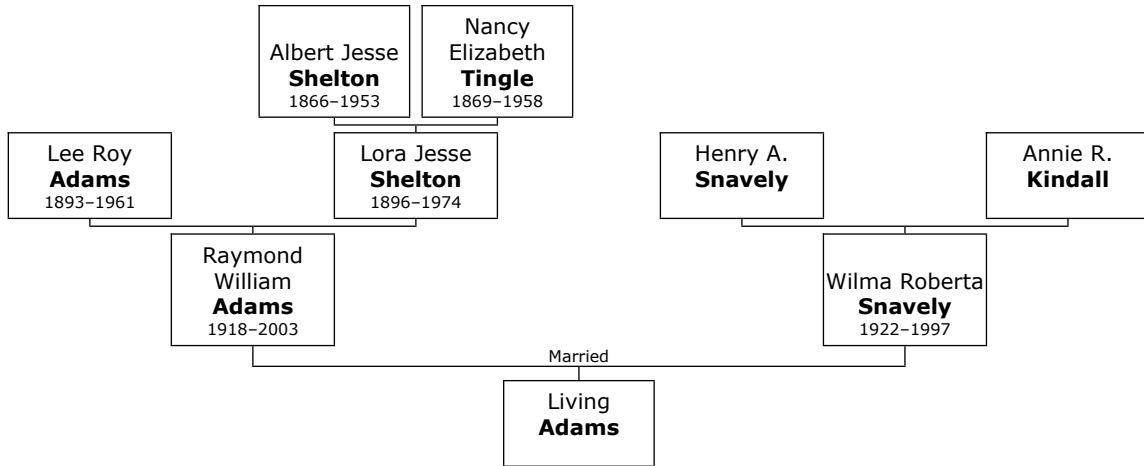 Albert Jesse
Shelton
1866–1953
Nancy
Elizabeth
Tingle
1869–1958
Lee Roy
Adams
1893–1961
Lora Jesse
Shelton
1896–1974
Henry A.
Snavely
Annie R.
Kindall
Raymond
William
Adams
1918–2003
Wilma Roberta
Snavely
1922–1997
Married
Living
Adams